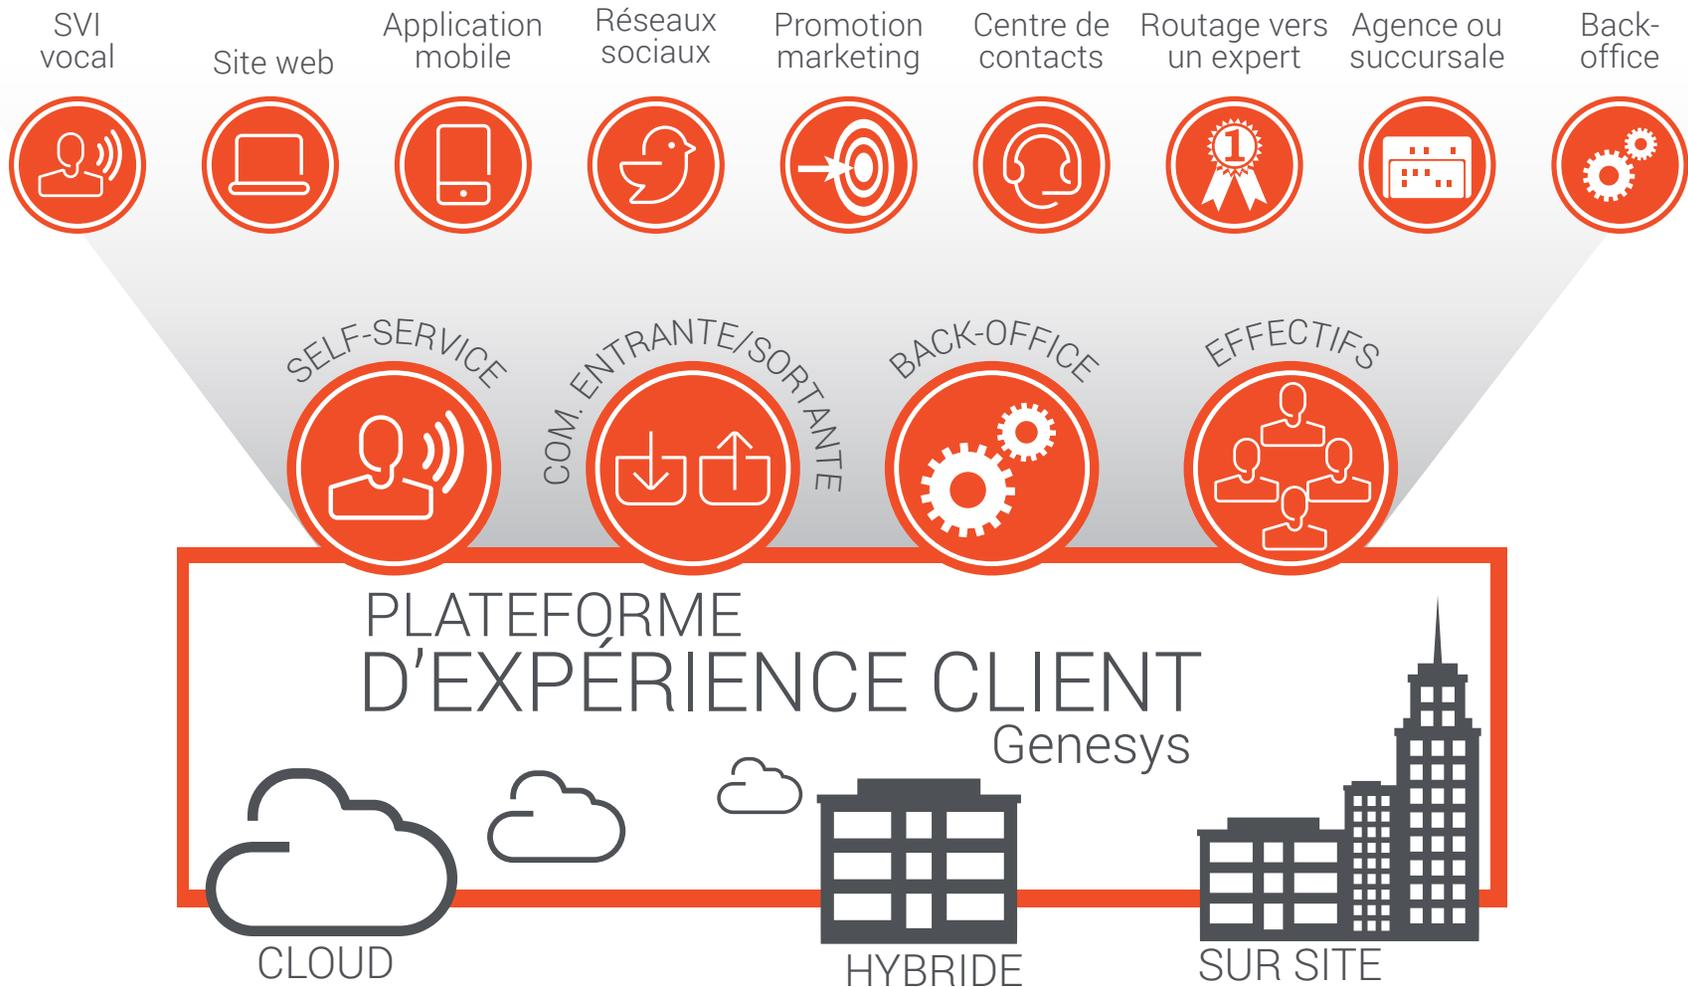 SVI
vocal
Site web
Application
mobile
Réseaux
sociaux
Promotion
marketing
Centre de
contacts
Routage vers
un expert
Agence ou
succursale
Back-
office
1
SELF-SERVICE
COM. ENTRANTE/SORTANTE
BACK-OFFICE
EFFECTIFS
PLATEFORME
D'EXPÉRIENCE CLIENT
Genesys
CLOUD
HYBRIDE
SUR SITE